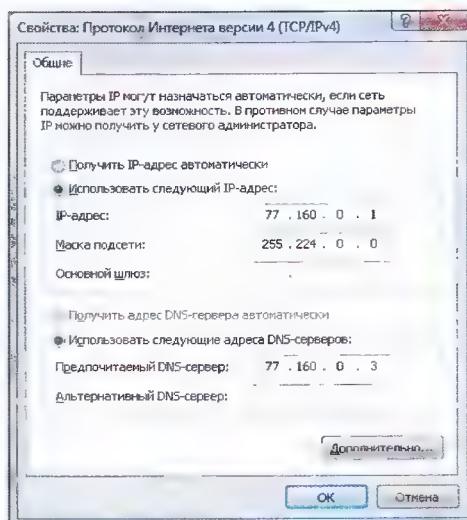 Свойства: Протокол Интернета версии 4 (TCP/IPv4)
Общие
Параметры IP могут назначаться автоматически, если сеть
поддерживает эту возможность. В противном случае параметры
IP можно получить у сетевого администратора.
Получить IP-адрес автоматически
Использовать следующий IP-адрес:
IP-адрес: 77 . 160 . 0 . 1
Маска подсети: 255 . 224 . 0 . 0
Основной шлюз: .
Получить адрес DNS-сервера автоматически
Использовать следующие адреса DNS-серверов:
Предпочитаемый DNS-сервер: 77 . 160 . 0 . 3
Альтернативный DNS-сервер:
Дополнительно...
ОК Отмена